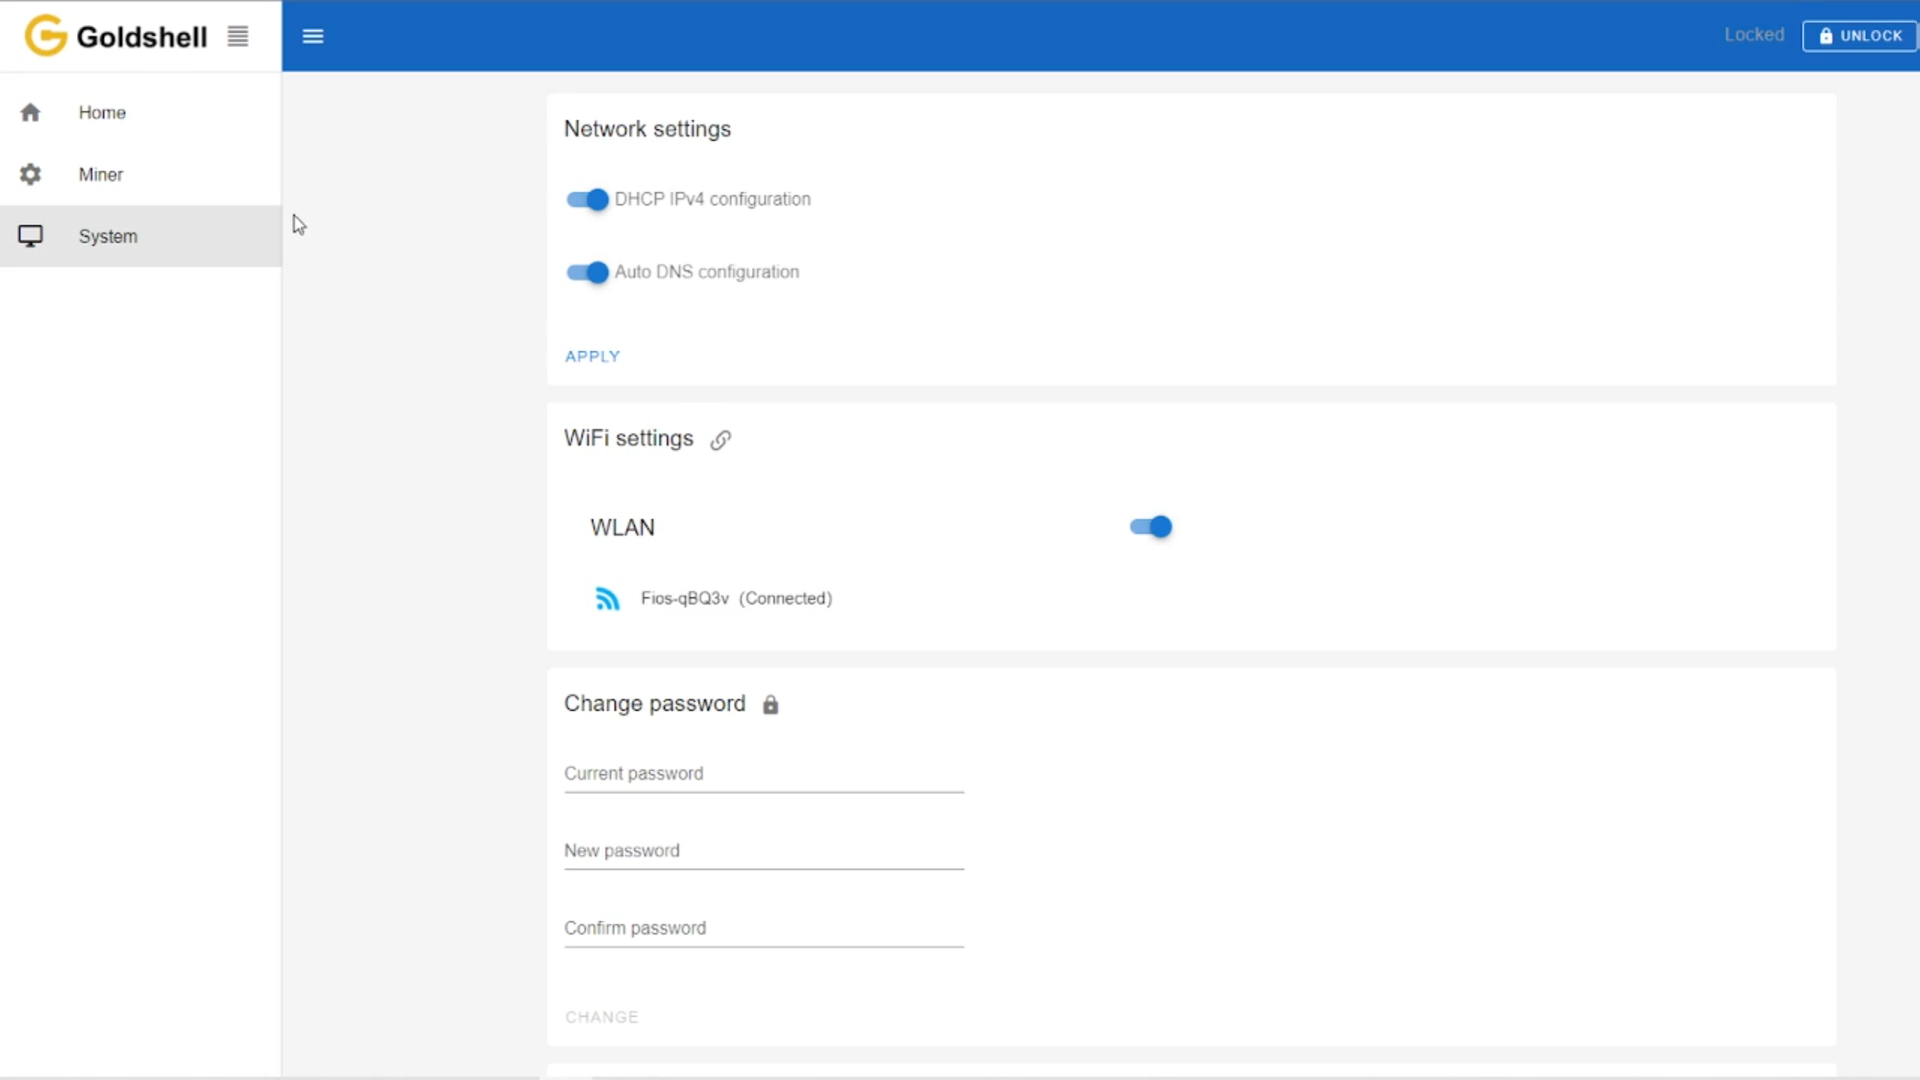 Goldshell
Locked
UNLOCK
Home
Miner
System
Network settings
DHCP IPv4 configuration
Auto DNS configuration
APPLY
WiFi settings
WLAN
Fios-qBQ3v (Connected)
Change password
Current password
New password
Confirm password
CHANGE